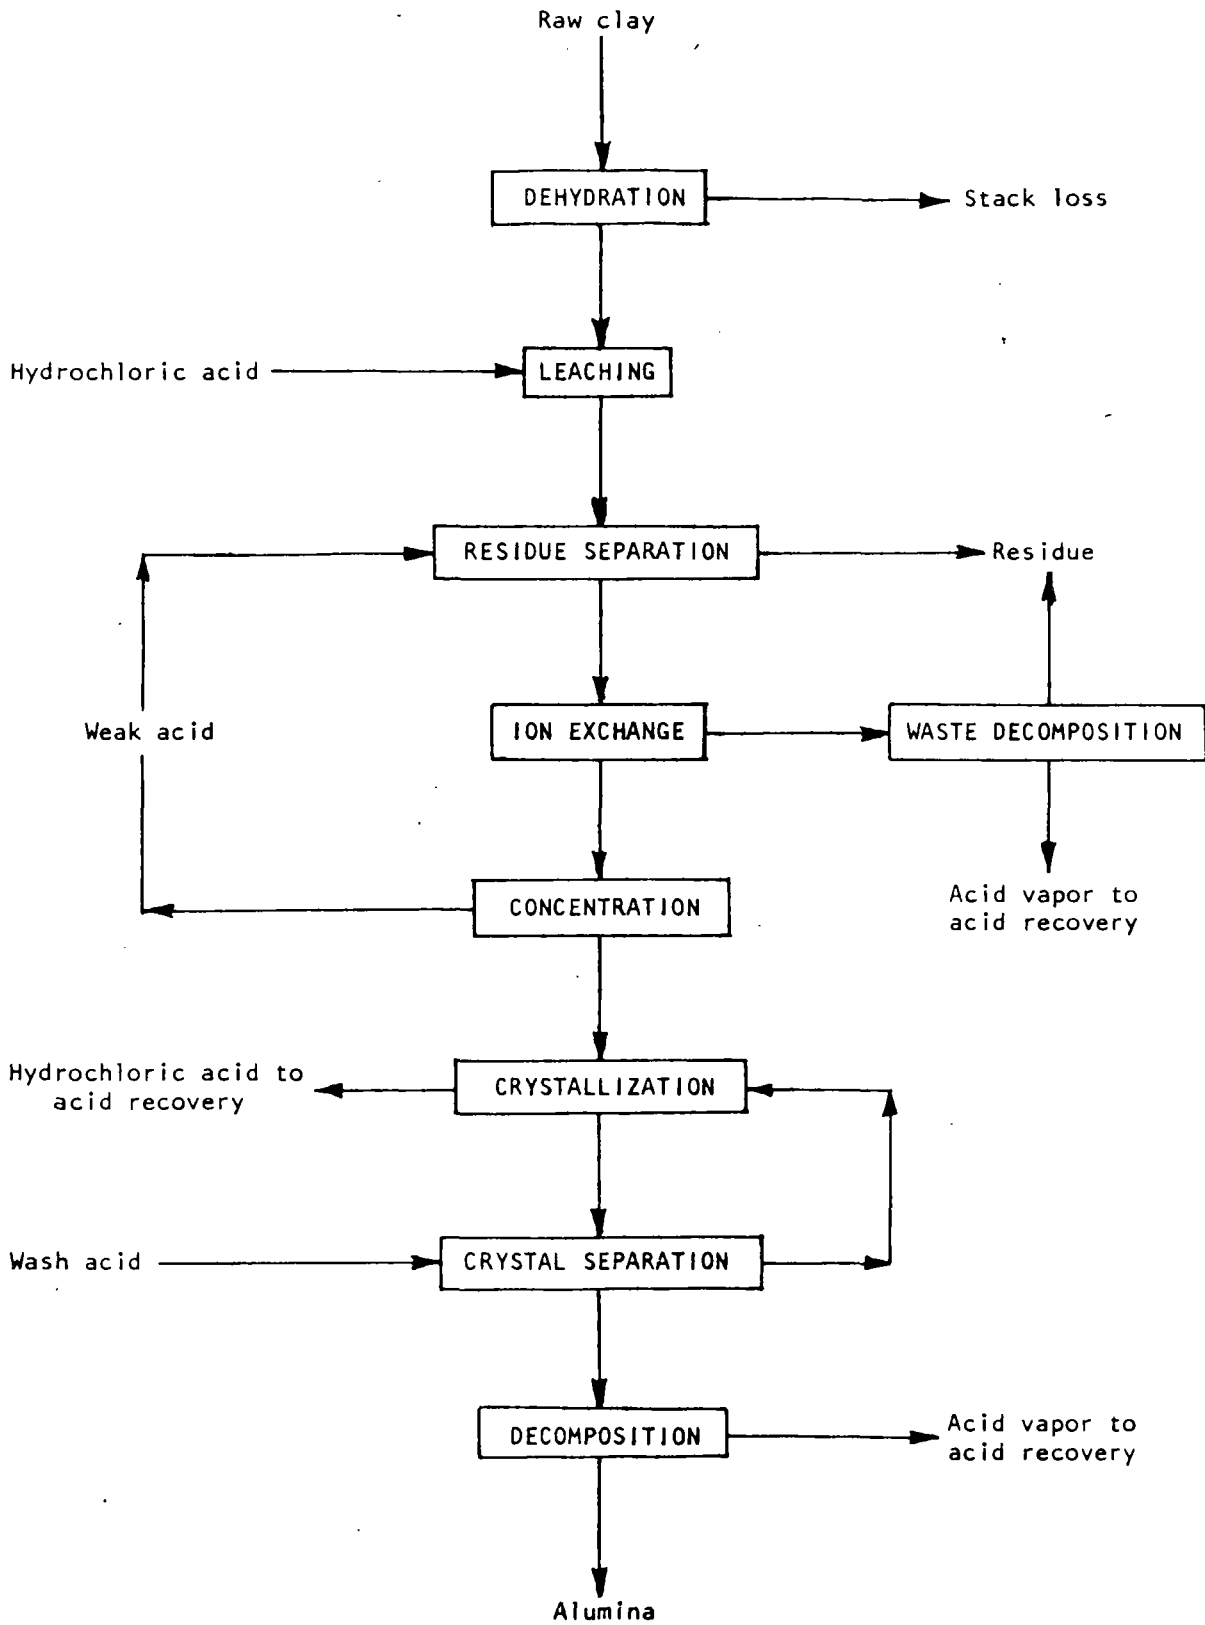 Raw clay
DEHYDRATION
Stack loss
Hydrochloric acid
LEACHING
RESIDUE SEPARATION
Residue
Weak acid
ION EXCHANGE
WASTE DECOMPOSITION
CONCENTRATION
Acid vapor to
acid recovery
Hydrochloric acid to
acid recovery
CRYSTALLIZATION
Wash acid
CRYSTAL SEPARATION
DECOMPOSITION
Acid vapor to
acid recovery
Alumina